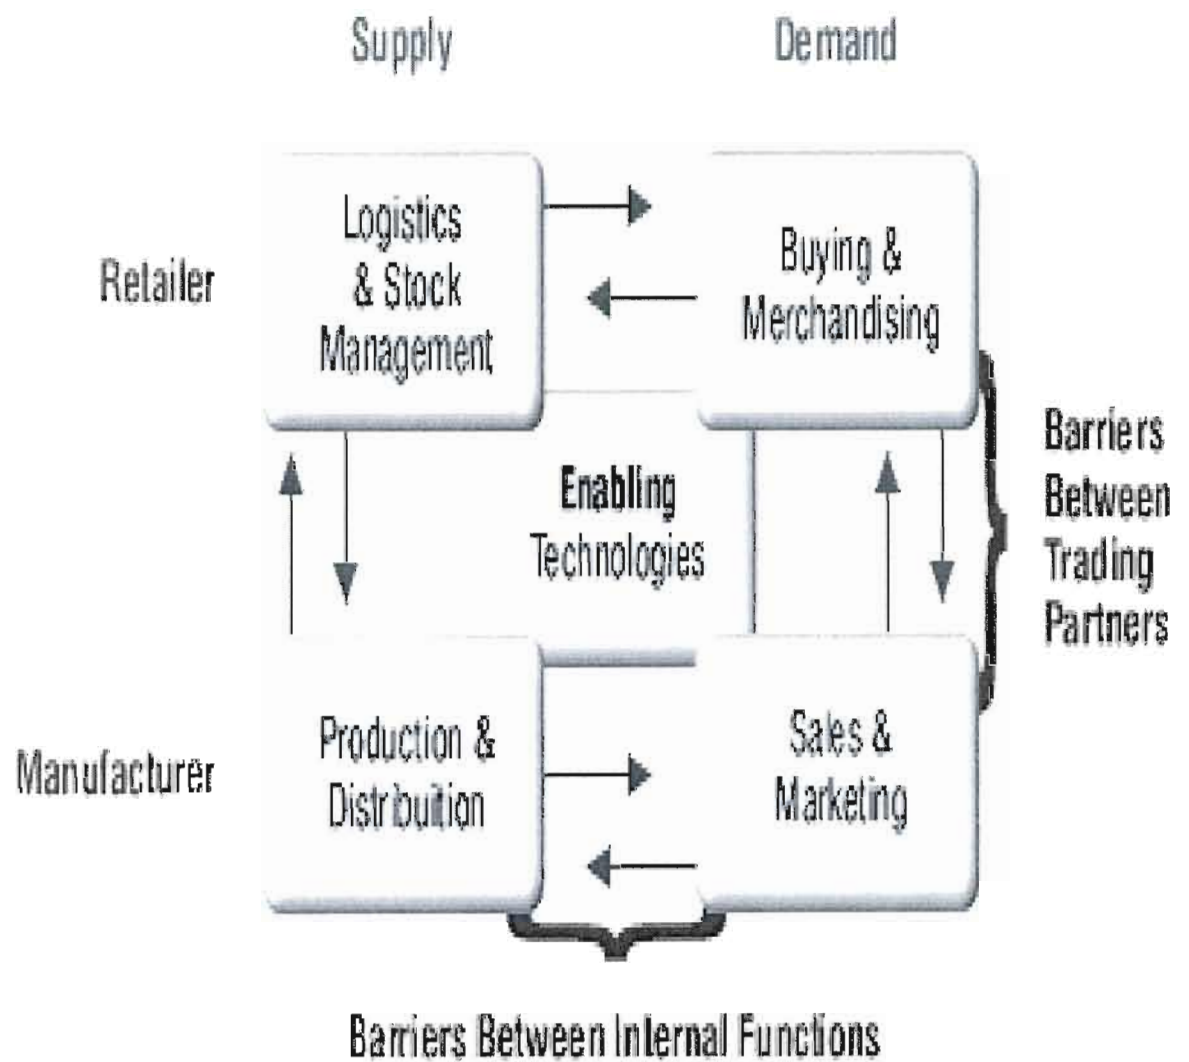 Supply
Demand
Retailer
Logistics
& Stock
Management
Buying &
Merchandising
Enabling
Technologies
Barriers
Between
Trading
Partners
Manufacturer
Production &
Distribuition
Sales &
Marketing
Barriers Between Internal Functions